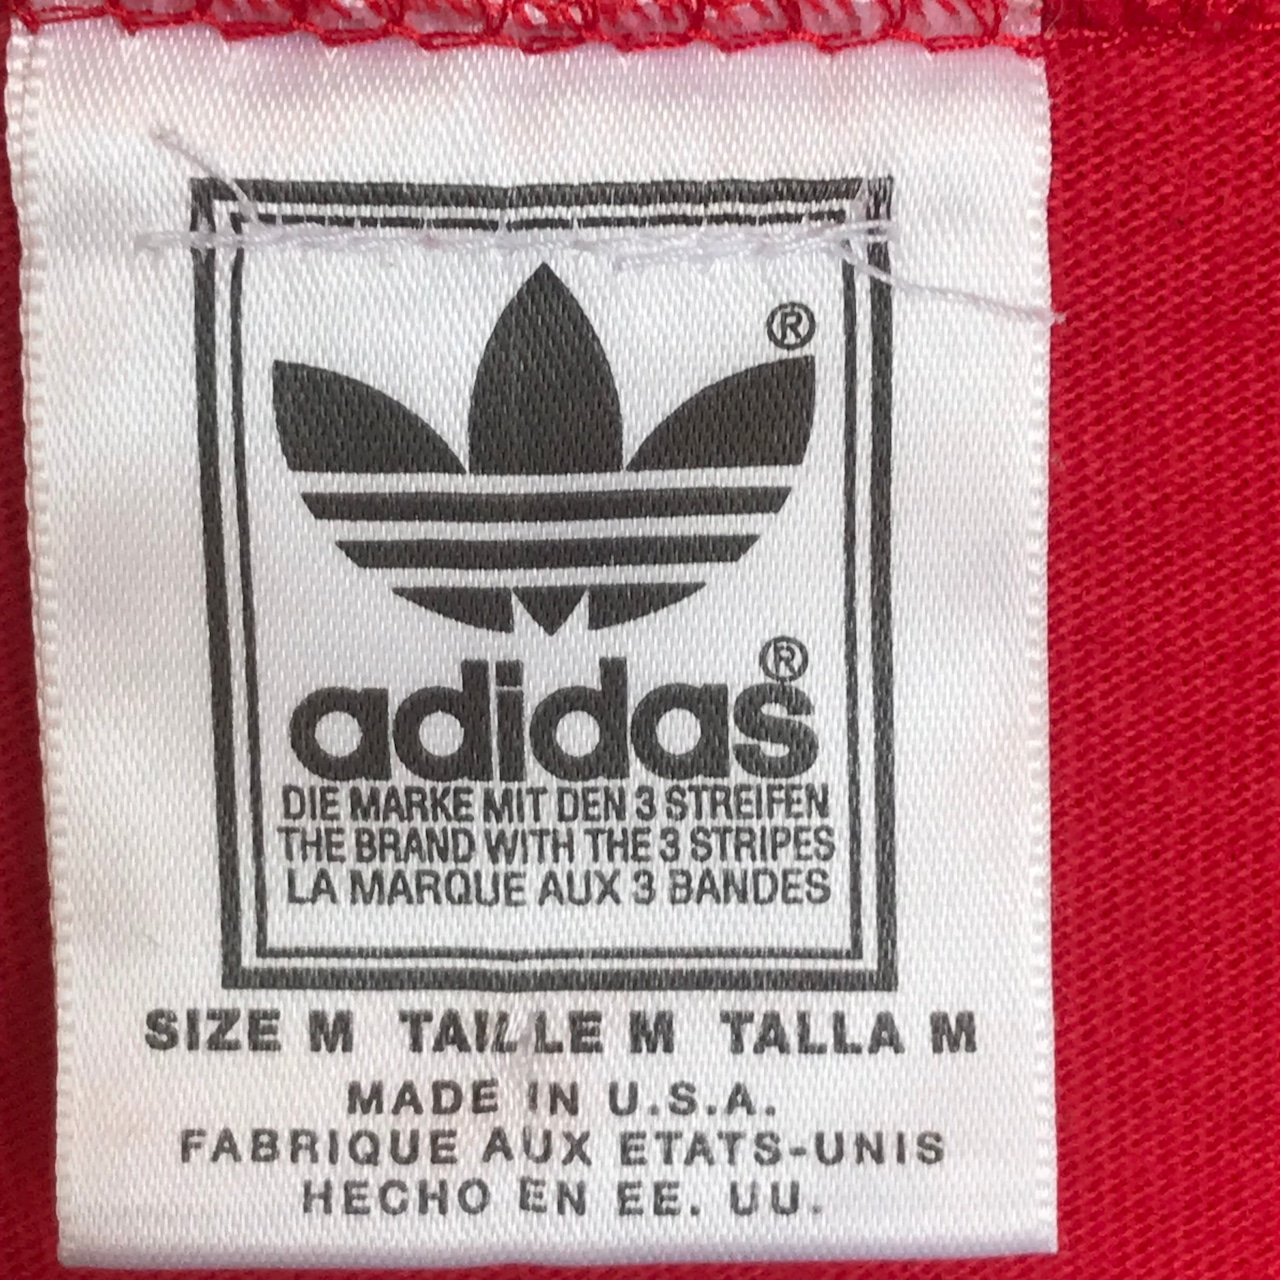 ®
adidas®
DIE MARKE MIT DEN 3 STREIFEN
THE BRAND WITH THE 3 STRIPES
LA MARQUE AUX 3 BANDES
SIZE M TAILLE M TALLA M
MADE IN U.S.A.
FABRIQUE AUX ETATS-UNIS
HECHO EN EE. UU.